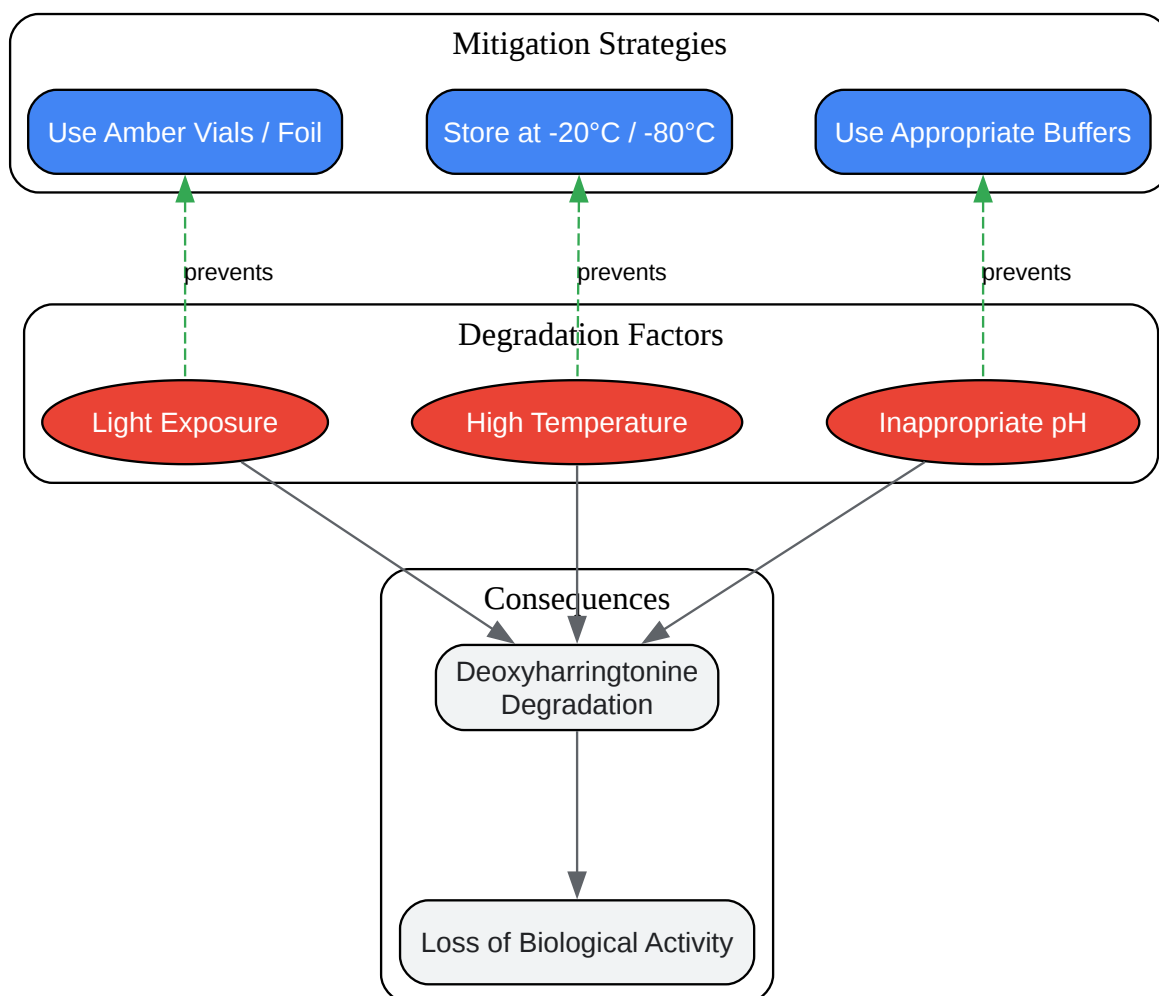 Mitigation Strategies
Use Amber Vials / Foil
Store at -20°C / -80°C
Use Appropriate Buffers
prevents
prevents
prevents
Degradation Factors
Light Exposure
High Temperature
Inappropriate pH
Consequences
Deoxyharringtonine
Degradation
Loss of Biological Activity